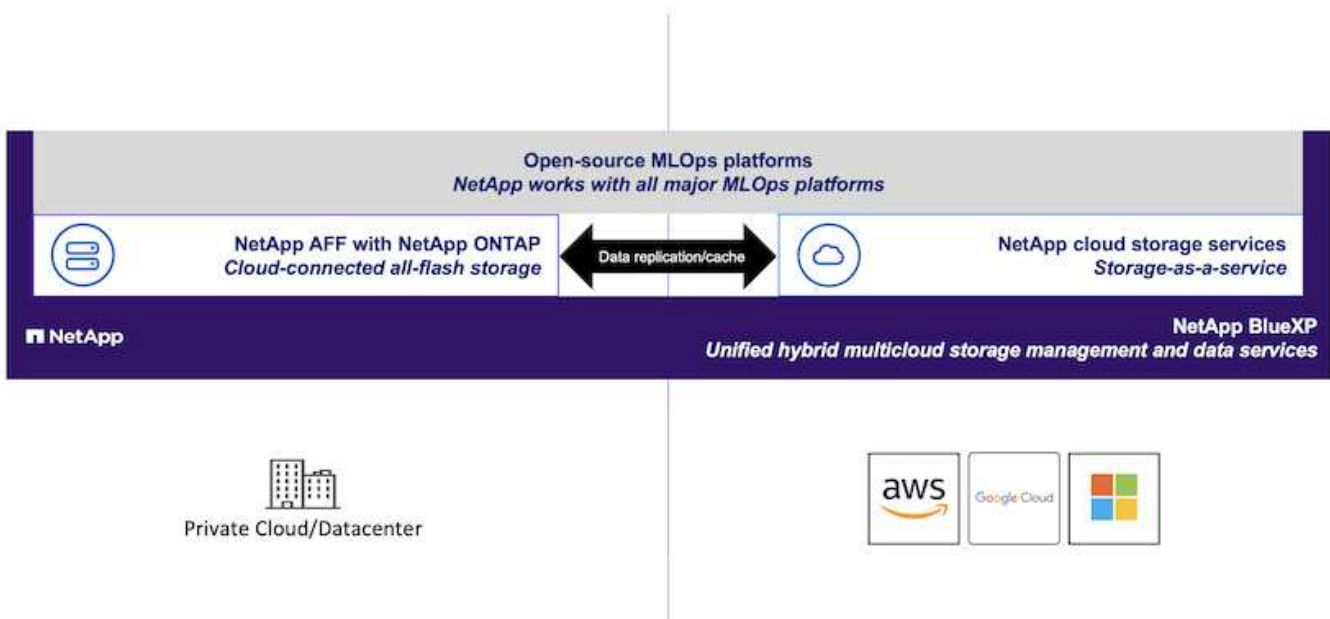 Open-source MLOps platforms
NetApp works with all major MLOps platforms
NetApp AFF with NetApp ONTAP
Cloud-connected all-flash storage
Data replication/cache
NetApp cloud storage services
Storage-as-a-service
NetApp
NetApp BlueXP
Unified hybrid multicloud storage management and data services
Private Cloud/Datacenter
aws
Google Cloud